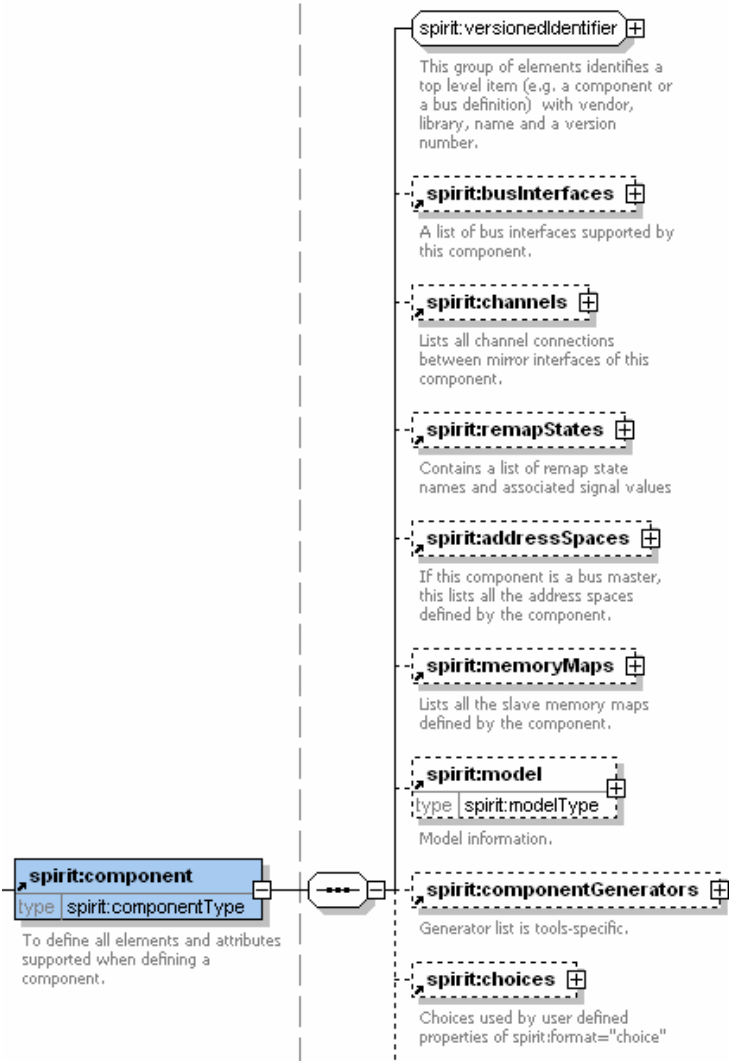 spirit:versionedIdentifier
This group of elements identifies a
top level item (e.g. a component or
a bus definition)  with vendor,
library, name and a version
number.
spirit:busInterfaces
A list of bus interfaces supported by
this component.
spirit:channels
Lists all channel connections
between mirror interfaces of this
component.
spirit:remapStates
Contains a list of remap state
names and associated signal values
spirit:addressSpaces
If this component is a bus master,
this lists all the address spaces
defined by the component.
spirit:memoryMaps
Lists all the slave memory maps
defined by the component.
spirit:model
type spirit:modelType
Model information.
spirit:component
type spirit:componentType
To define all elements and attributes
supported when defining a
component.
spirit:componentGenerators
Generator list is tools-specific.
spirit:choices
Choices used by user defined
properties of spirit:format="choice"